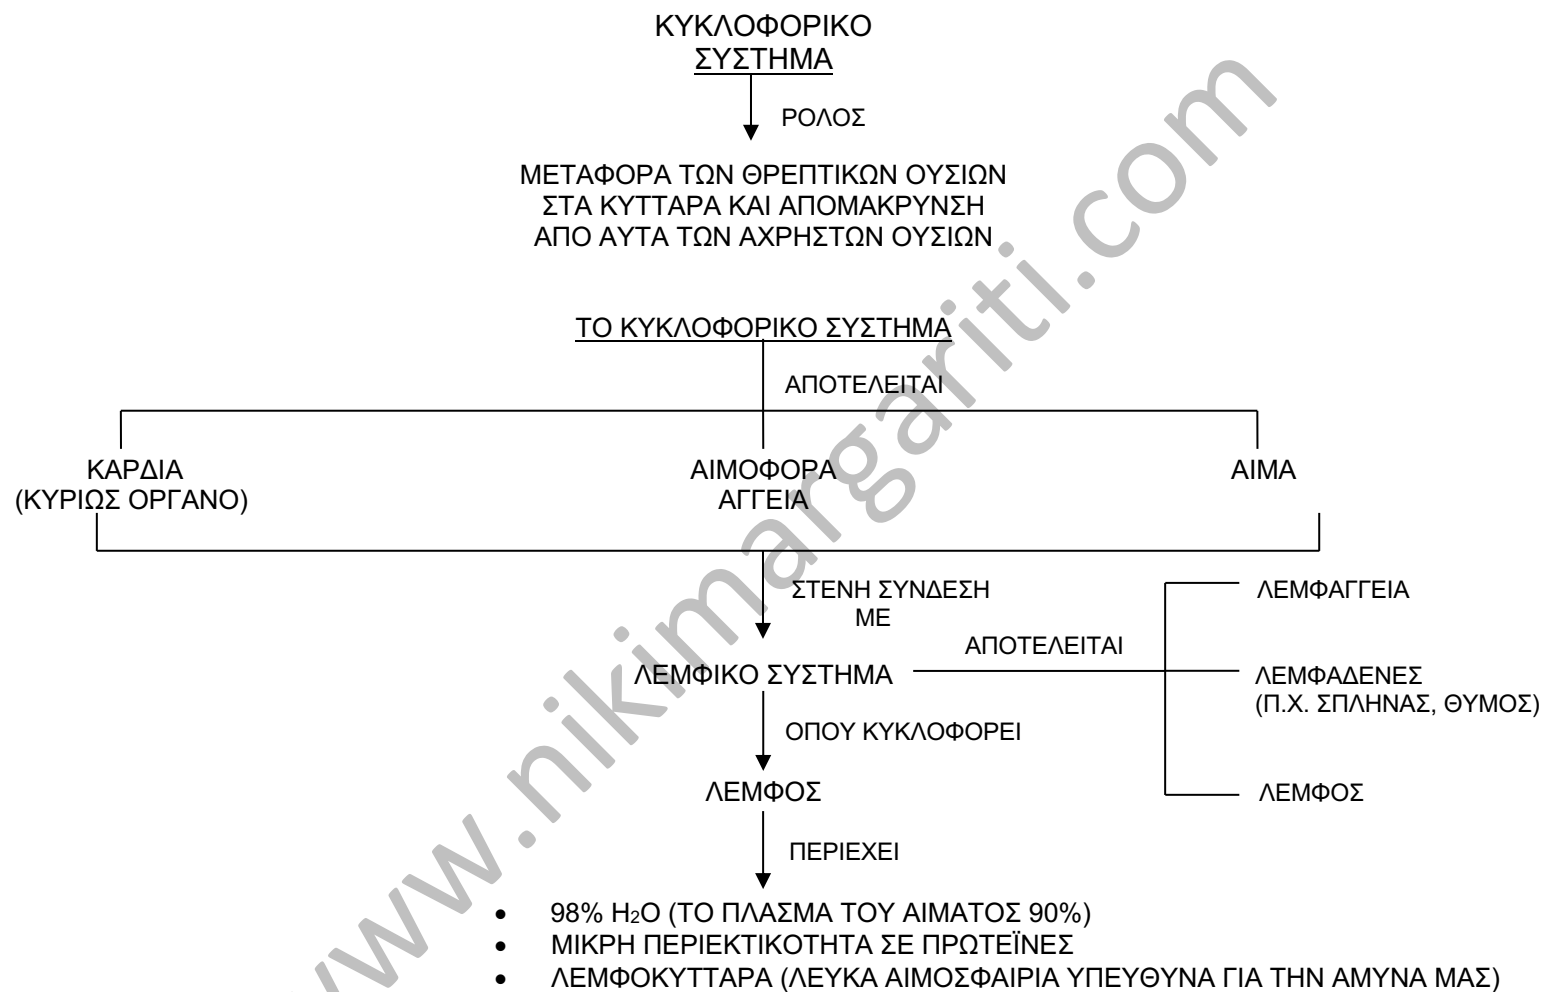 ΚΥΚΛΟΦΟΡΙΚΟ
ΣΥΣΤΗΜΑ
ΡΟΛΟΣ
ΜΕΤΑΦΟΡΑ ΤΩΝ ΘΡΕΠΤΙΚΩΝ ΟΥΣΙΩΝ
ΣΤΑ ΚΥΤΤΑΡΑ ΚΑΙ ΑΠΟΜΑΚΡΥΝΣΗ
ΑΠΟ ΑΥΤΑ ΤΩΝ ΑΧΡΗΣΤΩΝ ΟΥΣΙΩΝ
ΤΟ ΚΥΚΛΟΦΟΡΙΚΟ ΣΥΣΤΗΜΑ
ΑΠΟΤΕΛΕΙΤΑΙ
ΚΑΡΔΙΑ
(ΚΥΡΙΩΣ ΟΡΓΑΝΟ)
ΑΙΜΟΦΟΡΑ
ΑΓΓΕΙΑ
ΑΙΜΑ
ΣΤΕΝΗ ΣΥΝΔΕΣΗ
ΜΕ
ΛΕΜΦΙΚΟ ΣΥΣΤΗΜΑ
ΑΠΟΤΕΛΕΙΤΑΙ
ΛΕΜΦΑΓΓΕΙΑ
ΛΕΜΦΑΔΕΝΕΣ
(Π.Χ. ΣΠΛΗΝΑΣ, ΘΥΜΟΣ)
ΛΕΜΦΟΣ
ΟΠΟΥ ΚΥΚΛΟΦΟΡΕΙ
ΛΕΜΦΟΣ
ΠΕΡΙΕΧΕΙ
• 98% H₂O (ΤΟ ΠΛΑΣΜΑ ΤΟΥ ΑΙΜΑΤΟΣ 90%)
• ΜΙΚΡΗ ΠΕΡΙΕΚΤΙΚΟΤΗΤΑ ΣΕ ΠΡΩΤΕΪΝΕΣ
• ΛΕΜΦΟΚΥΤΤΑΡΑ (ΛΕΥΚΑ ΑΙΜΟΣΦΑΙΡΙΑ ΥΠΕΥΘΥΝΑ ΓΙΑ ΤΗΝ ΑΜΥΝΑ ΜΑΣ)
www.nikimargariti.com